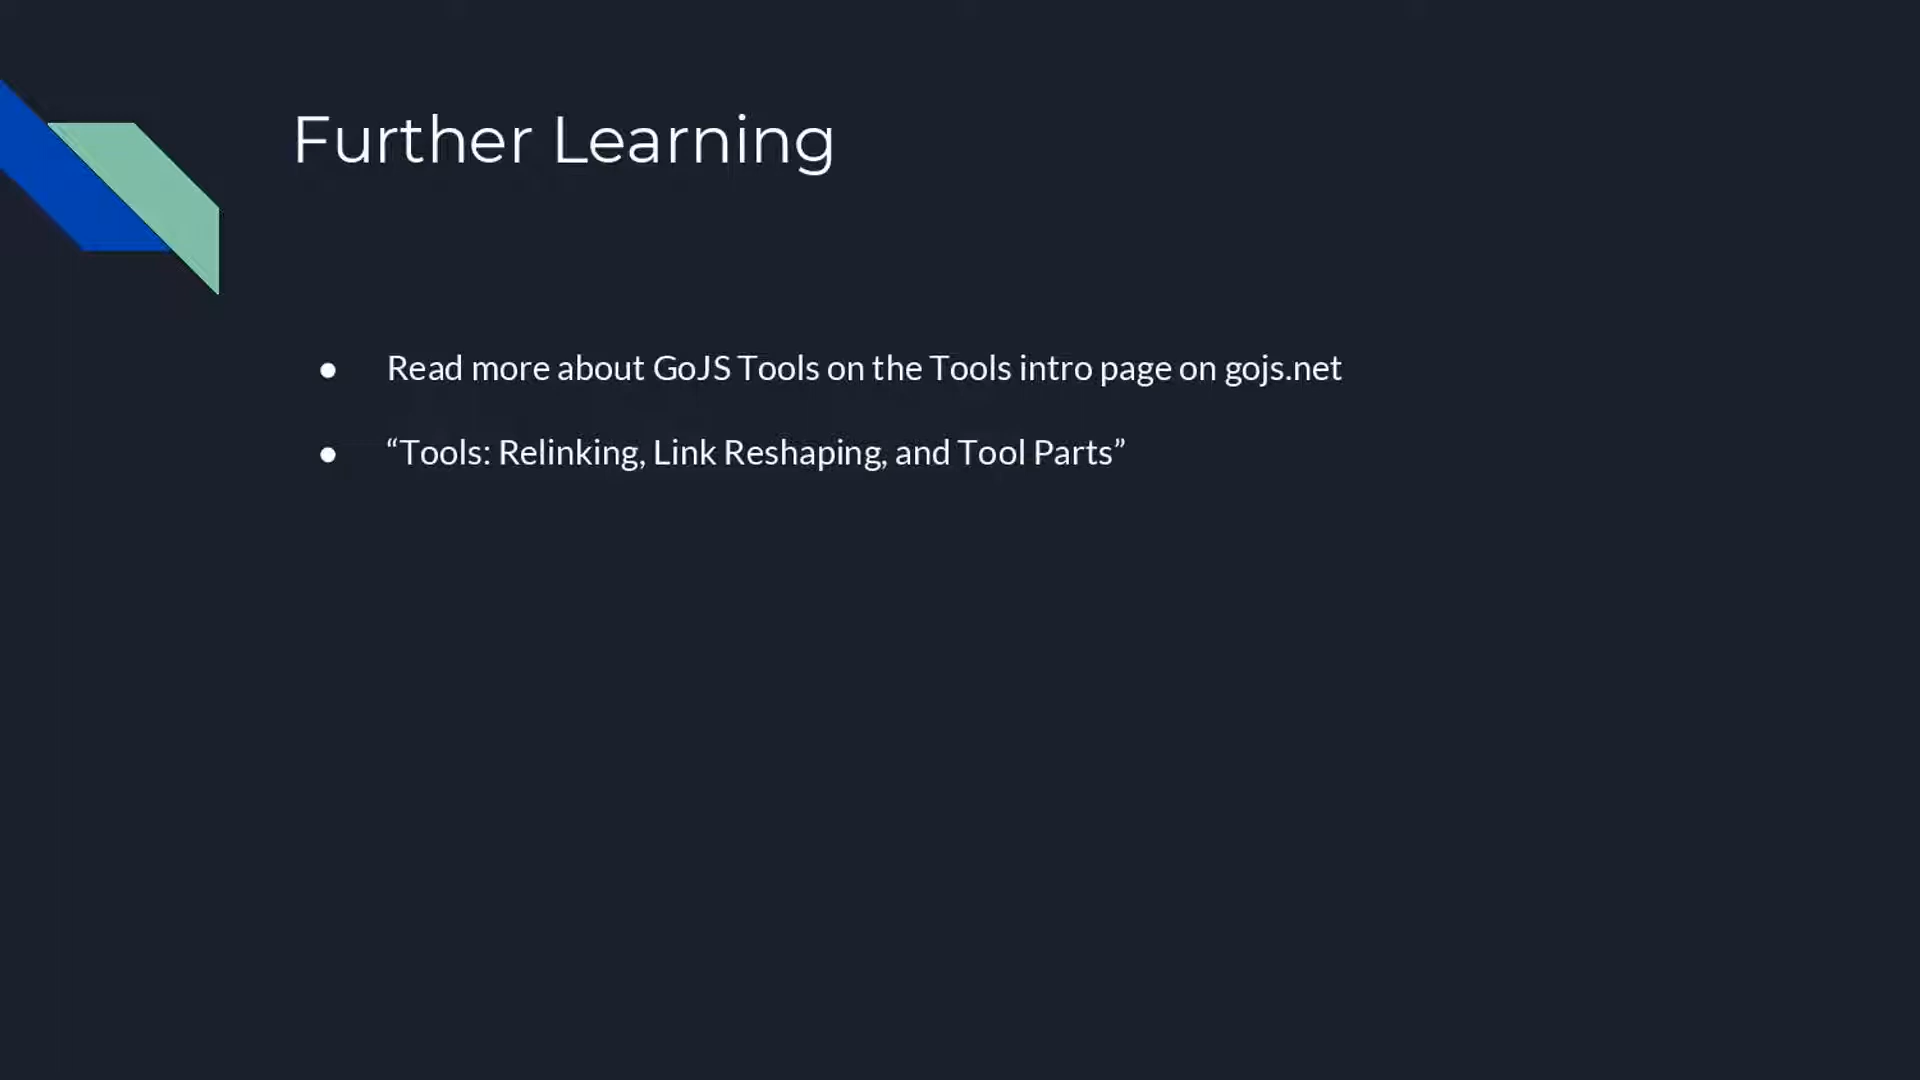 Further Learning
● Read more about GoJS Tools on the Tools intro page on gojs.net
● “Tools: Relinking, Link Reshaping, and Tool Parts”